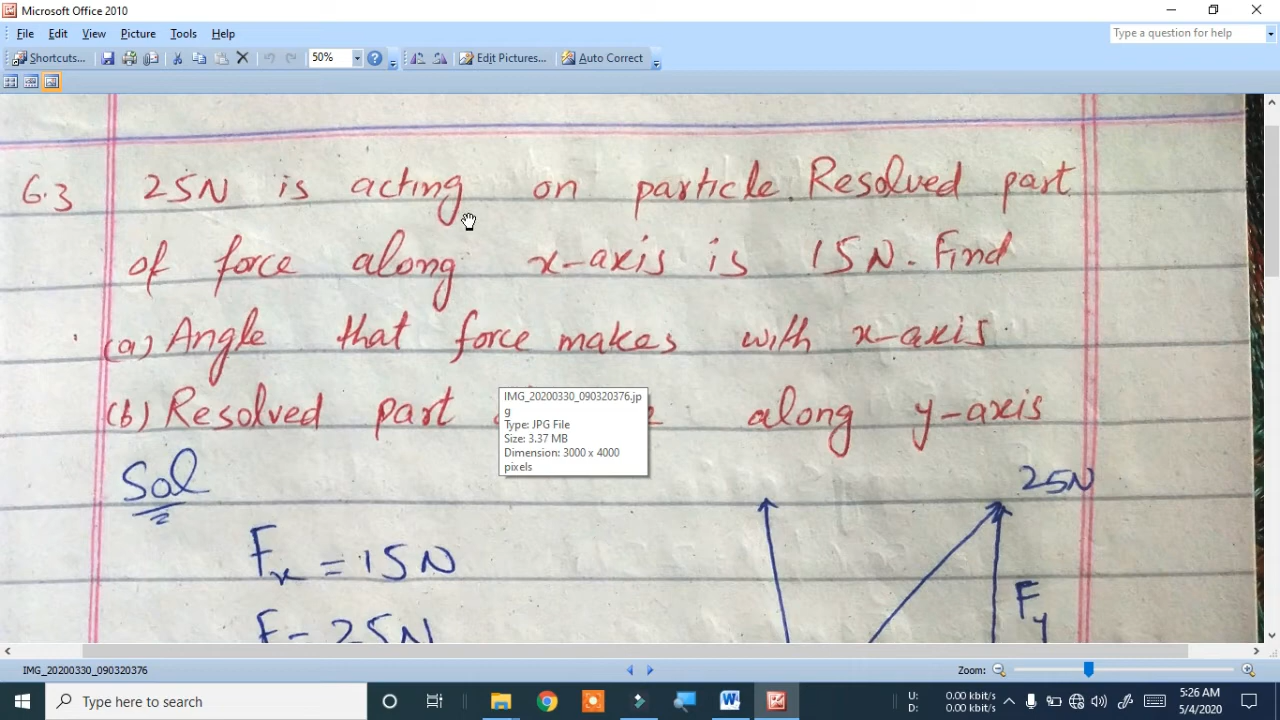 Microsoft Office 2010
File Edit View Picture Tools Help
Type a question for help
Shortcuts... 50% Edit Pictures... Auto Correct
6.3 25N is acting on particle. Resolved part
of force along x-axis is 15N. Find
(a) Angle that force makes with x-axis.
(b) Resolved part along y-axis
IMG_20200330_090320376.jp
g
Type: JPG File
Size: 3.37 MB
Dimension: 3000 x 4000
pixels
Sol
25N
Fx = 15N
Fy
F = 25N
IMG_20200330_090320376 Zoom:
Type here to search
U: 0.00 kbit/s
D: 0.00 kbit/s
5:26 AM
5/4/2020